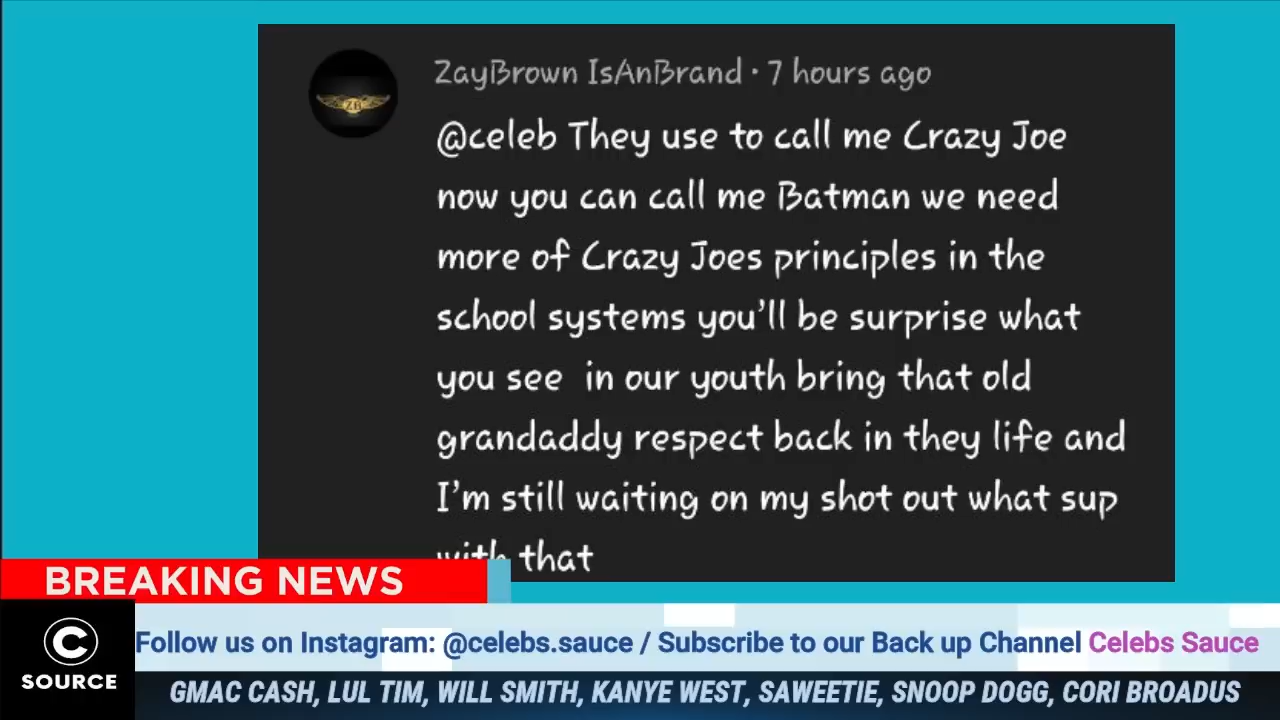 ZayBrown IsAnBrand · 7 hours ago
@celeb They use to call me Crazy Joe
now you can call me Batman we need
more of Crazy Joes principles in the
school systems you'll be surprise what
you see in our youth bring that old
grandaddy respect back in they life and
I'm still waiting on my shot out what sup
with that
ZB
BREAKING NEWS
C
SOURCE
Follow us on Instagram: @celebs.sauce / Subscribe to our Back up Channel Celebs Sauce
GMAC CASH, LUL TIM, WILL SMITH, KANYE WEST, SAWEETIE, SNOOP DOGG, CORI BROADUS